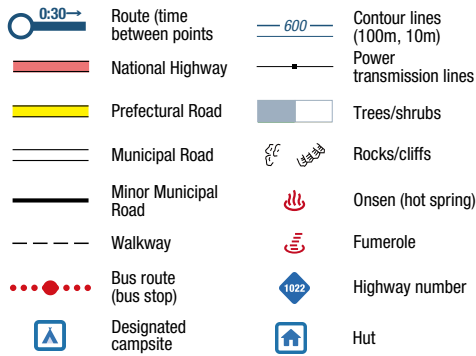 0:30→
Route (time
between points
National Highway
Prefectural Road
Municipal Road
Minor Municipal
Road
Walkway
Bus route
(bus stop)
Designated
campsite
600
Contour lines
(100m, 10m)
Power
transmission lines
Trees/shrubs
Rocks/cliffs
Onsen (hot spring)
Fumerole
1022
Highway number
Hut